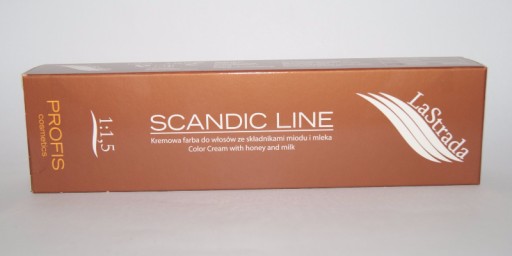 PROFIS
cosmetics
1:1,5
SCANDIC LINE
Kremowa farba do włosów ze składnikami miodu i mleka
Color Cream with honey and milk
LaStrada